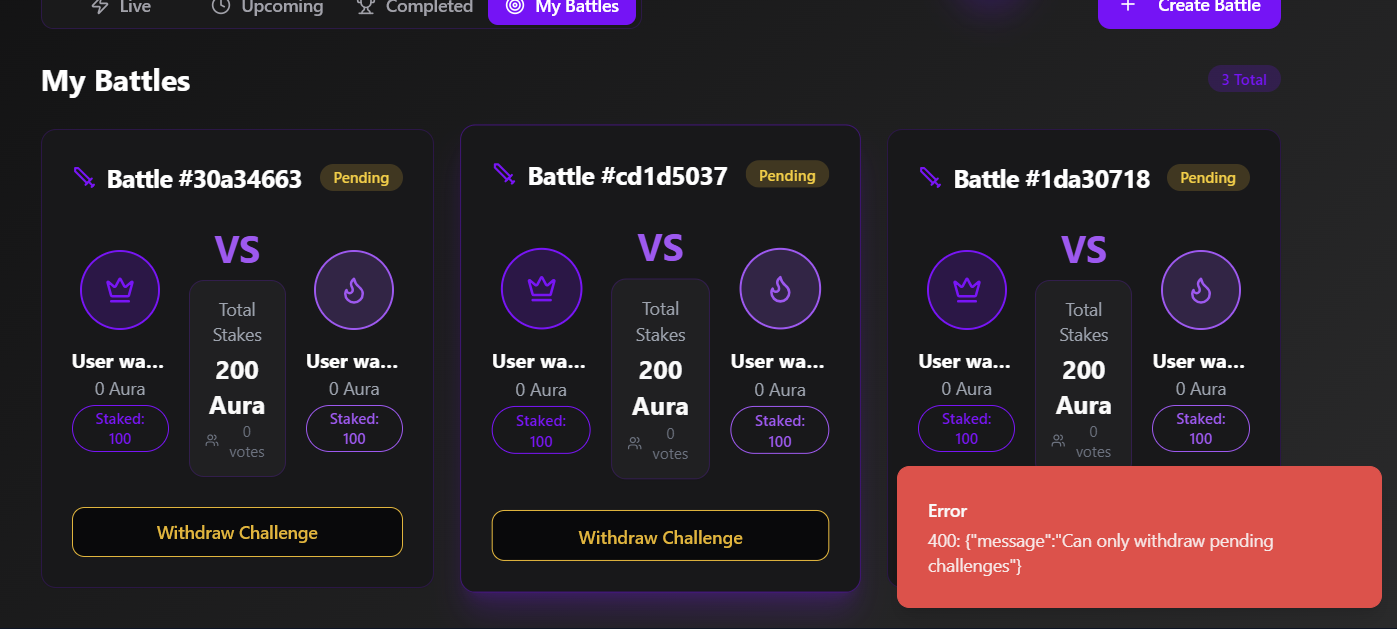 Live
Upcoming
Completed
My Battles
Create Battle
My Battles
3 Total
Battle #30a34663
Pending
VS
Total
Stakes
200
Aura
0
votes
User wa...
0 Aura
Staked:
100
User wa...
0 Aura
Staked:
100
Withdraw Challenge
Battle #cd1d5037
Pending
VS
Total
Stakes
200
Aura
0
votes
User wa...
0 Aura
Staked:
100
User wa...
0 Aura
Staked:
100
Withdraw Challenge
Battle #1da30718
Pending
VS
Total
Stakes
200
Aura
0
votes
User wa...
0 Aura
Staked:
100
User wa...
0 Aura
Staked:
100
Error
400: {"message":"Can only withdraw pending
challenges"}